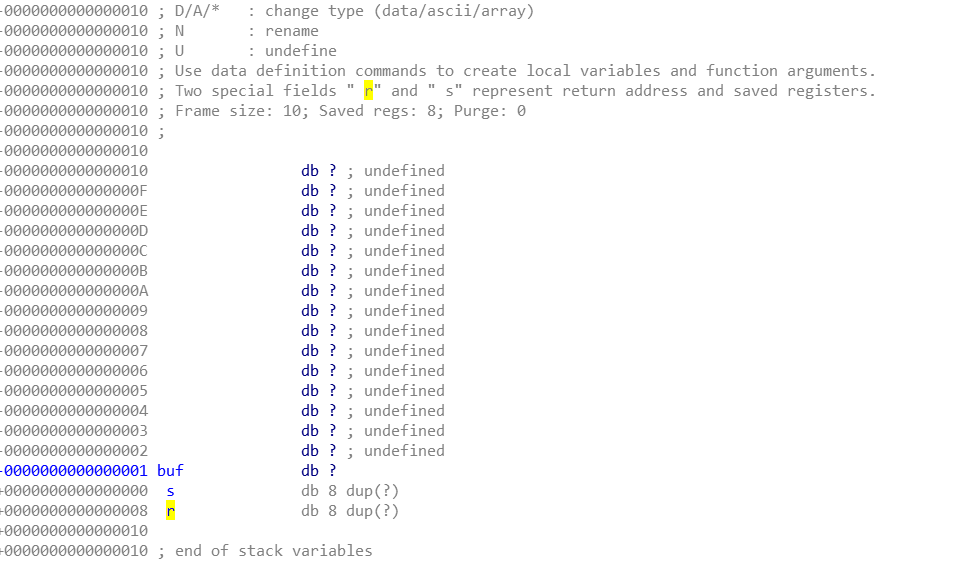 -0000000000000010 ; D/A/*   : change type (data/ascii/array)
-0000000000000010 ; N       : rename
-0000000000000010 ; U       : undefine
-0000000000000010 ; Use data definition commands to create local variables and function arguments.
-0000000000000010 ; Two special fields " r" and " s" represent return address and saved registers.
-0000000000000010 ; Frame size: 10; Saved regs: 8; Purge: 0
-0000000000000010 ;
-0000000000000010
-0000000000000010                 db ? ; undefined
-000000000000000F                 db ? ; undefined
-000000000000000E                 db ? ; undefined
-000000000000000D                 db ? ; undefined
-000000000000000C                 db ? ; undefined
-000000000000000B                 db ? ; undefined
-000000000000000A                 db ? ; undefined
-0000000000000009                 db ? ; undefined
-0000000000000008                 db ? ; undefined
-0000000000000007                 db ? ; undefined
-0000000000000006                 db ? ; undefined
-0000000000000005                 db ? ; undefined
-0000000000000004                 db ? ; undefined
-0000000000000003                 db ? ; undefined
-0000000000000002                 db ? ; undefined
-0000000000000001 buf             db ?
+0000000000000000  s              db 8 dup(?)
+0000000000000008  r              db 8 dup(?)
+0000000000000010
+0000000000000010 ; end of stack variables